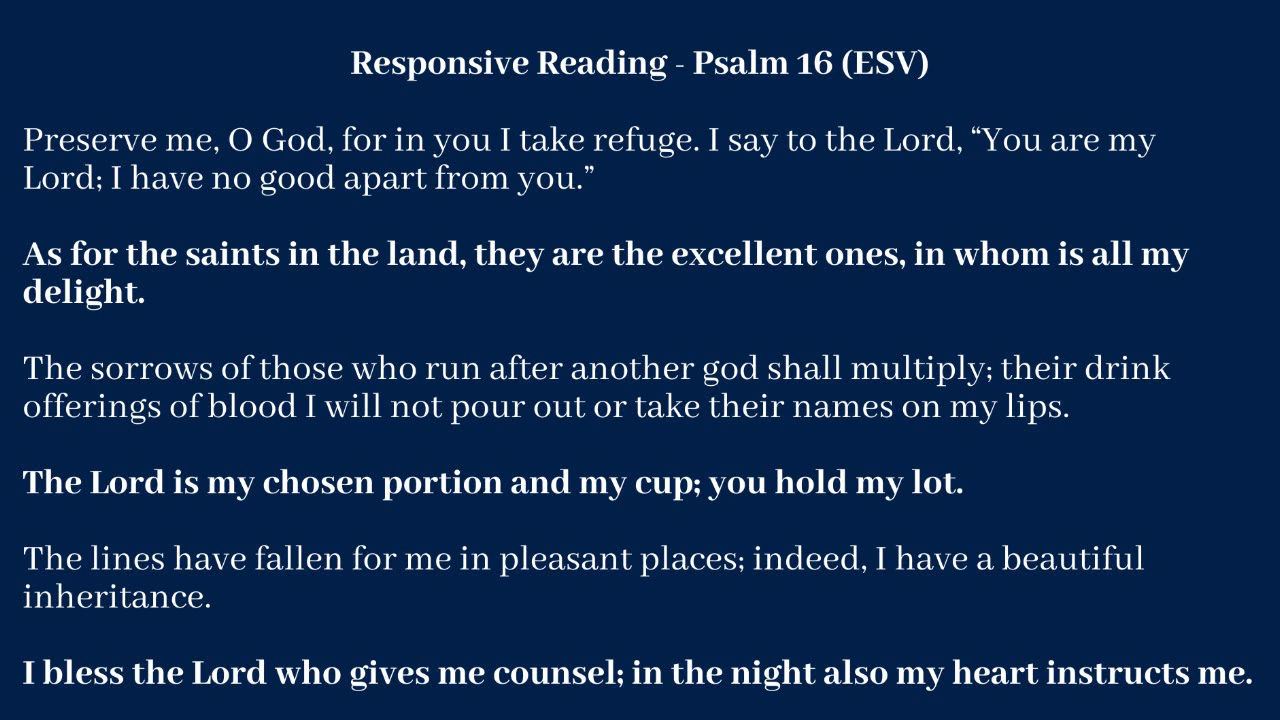 Responsive Reading - Psalm 16 (ESV)
Preserve me, O God, for in you I take refuge. I say to the Lord, “You are my
Lord; I have no good apart from you.”
As for the saints in the land, they are the excellent ones, in whom is all my
delight.
The sorrows of those who run after another god shall multiply; their drink
offerings of blood I will not pour out or take their names on my lips.
The Lord is my chosen portion and my cup; you hold my lot.
The lines have fallen for me in pleasant places; indeed, I have a beautiful
inheritance.
I bless the Lord who gives me counsel; in the night also my heart instructs me.